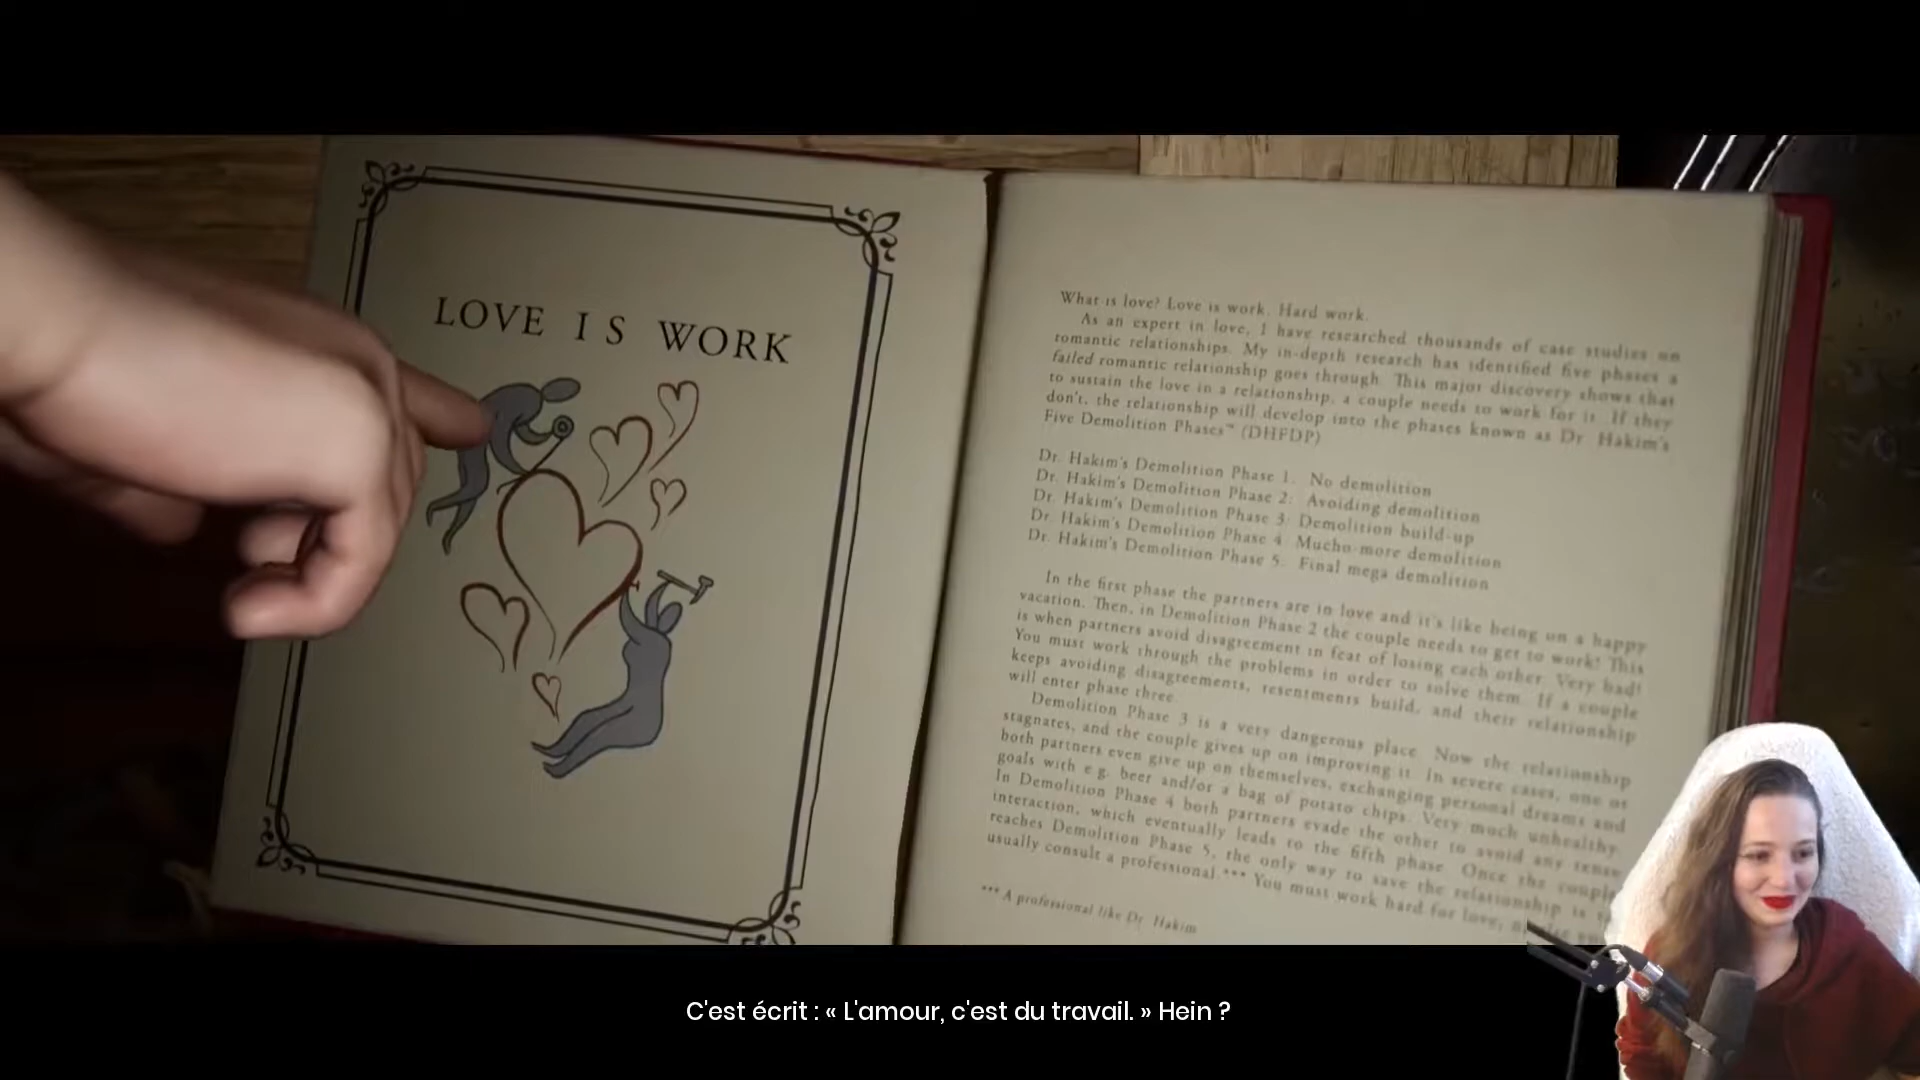 LOVE IS WORK
What is love? Love is work. Hard work.
As an expert in love, I have researched thousands of case studies on
romantic relationships. My in-depth research has identified five phases a
failed romantic relationship goes through. This major discovery shows that
to sustain the love in a relationship, a couple needs to work for it. If they
don't, the relationship will develop into the phases known as Dr. Hakim's
Five Demolition Phases™ (DHFDP)
Dr. Hakim's Demolition Phase 1: No demolition
Dr. Hakim's Demolition Phase 2: Avoiding demolition
Dr. Hakim's Demolition Phase 3: Demolition build-up
Dr. Hakim's Demolition Phase 4: Mucho more demolition
Dr. Hakim's Demolition Phase 5: Final mega demolition
In the first phase the partners are in love and it's like being on a happy
vacation. Then, in Demolition Phase 2 the couple needs to get to work! This
is when partners avoid disagreement in fear of losing each other. Very bad!
You must work through the problems in order to solve them. If a couple
keeps avoiding disagreements, resentments build, and their relationship
will enter phase three.
Demolition Phase 3 is a very dangerous place. Now the relationship
stagnates, and the couple gives up on improving it. In severe cases, one or
both partners even give up on themselves, exchanging personal dreams and
goals with e.g. beer and/or a bag of potato chips. Very much unhealthy.
In Demolition Phase 4 both partners evade the other to avoid any tense
interaction, which eventually leads to the fifth phase. Once the couple
reaches Demolition Phase 5, the only way to save the relationship is
usually consult a professional.*** You must work hard for love,
*** A professional like Dr. Hakim
C'est écrit : « L'amour, c'est du travail. » Hein ?